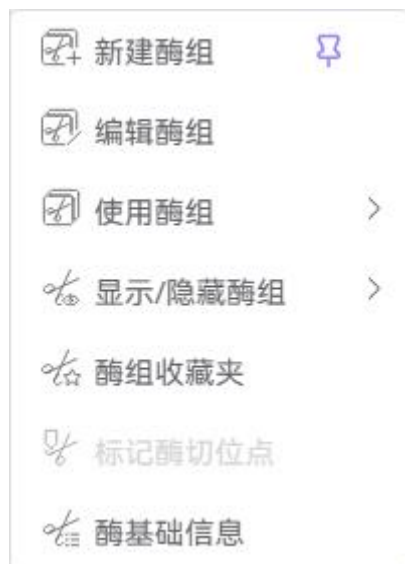 新建酶组
编辑酶组
使用酶组
显示/隐藏酶组
酶组收藏夹
标记酶切位点
酶基础信息